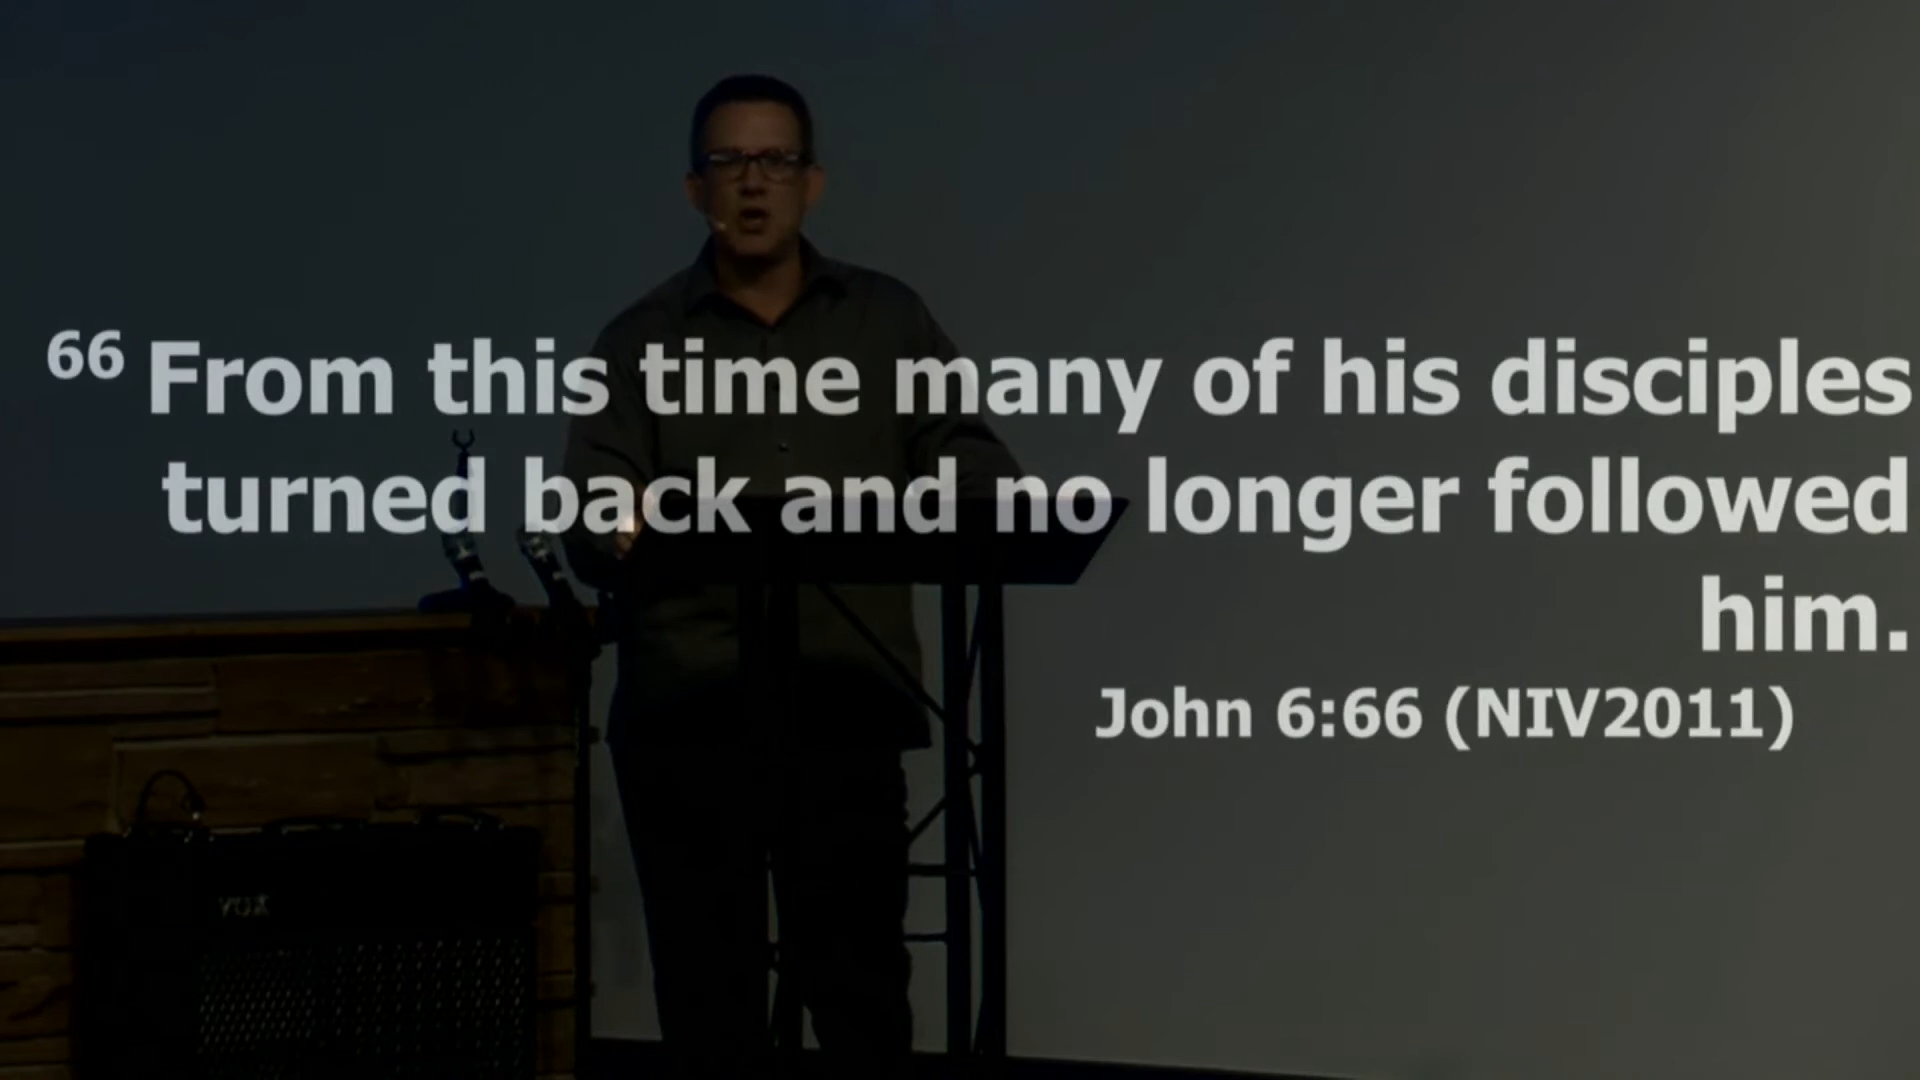 66 From this time many of his disciples
turned back and no longer followed
him.
John 6:66 (NIV2011)
VOX